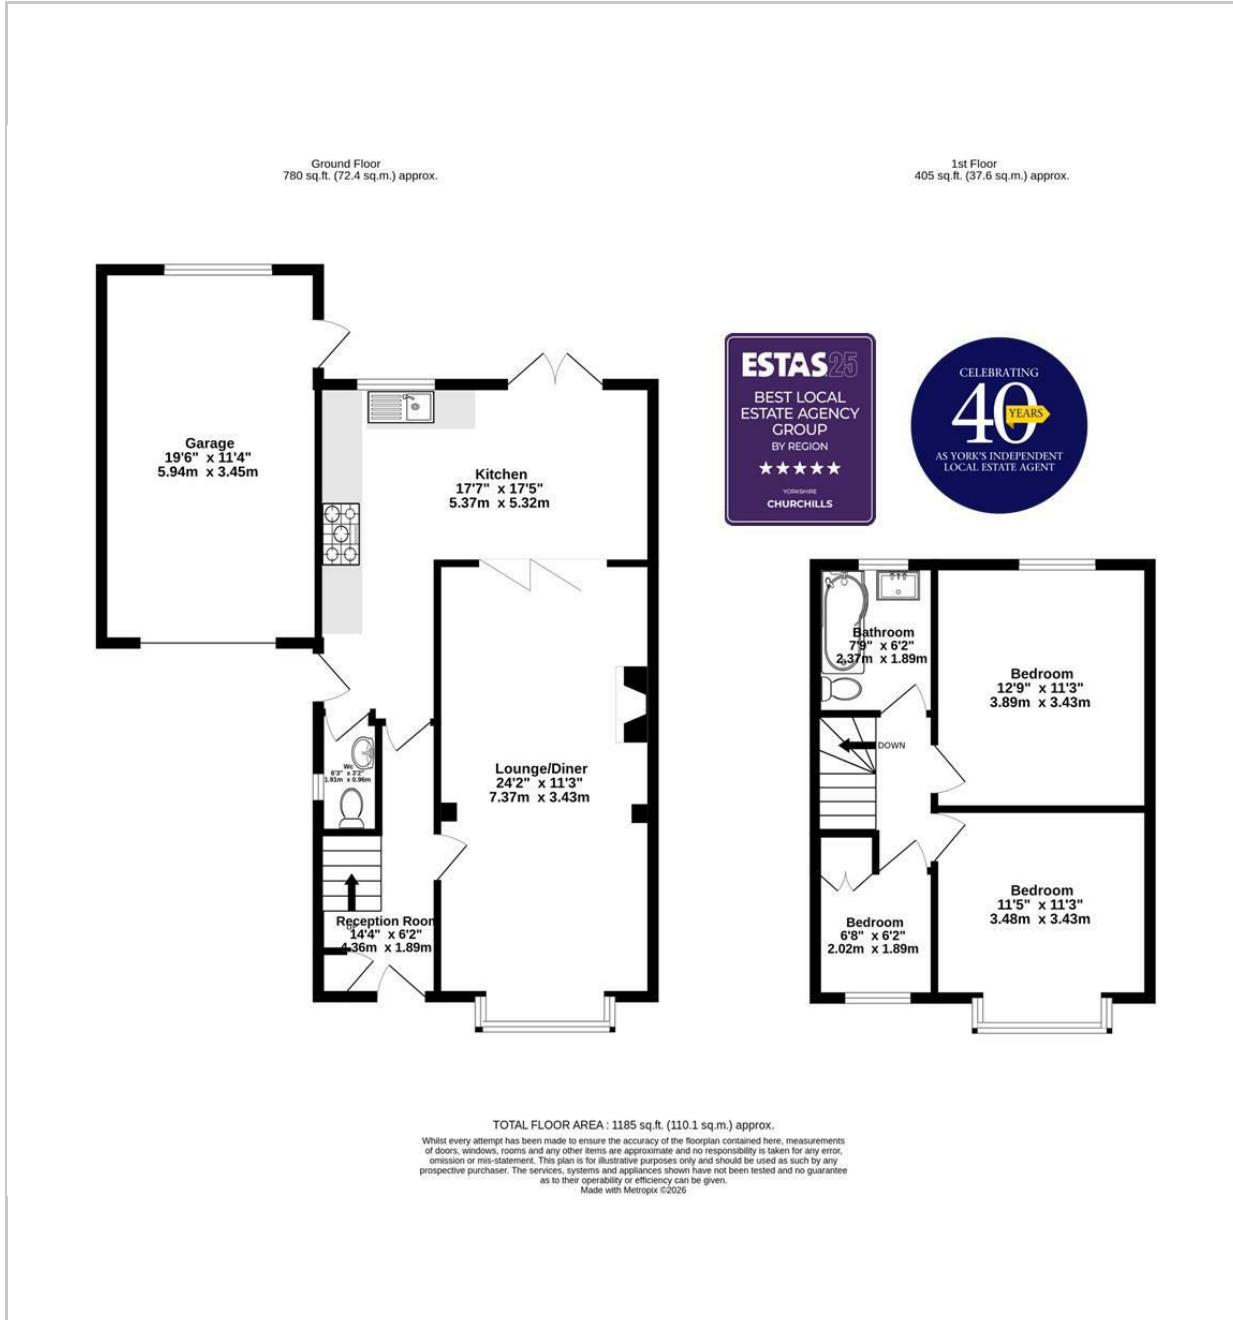 Ground Floor
780 sq.ft. (72.4 sq.m.) approx.
1st Floor
405 sq.ft. (37.6 sq.m.) approx.
Garage
19'6" x 11'4"
5.94m x 3.45m
Kitchen
17'7" x 17'5"
5.37m x 5.32m
ESTAS 25
BEST LOCAL
ESTATE AGENCY
GROUP
BY REGION
★★★★★
YORKSHIRE
CHURCHILLS
CELEBRATING
40 YEARS
AS YORK'S INDEPENDENT
LOCAL ESTATE AGENT
Wc
6'3" x 3'2"
1.91m x 0.96m
Lounge/Diner
24'2" x 11'3"
7.37m x 3.43m
Reception Room
14'4" x 6'2"
4.36m x 1.89m
Bathroom
7'9" x 6'2"
2.37m x 1.89m
Bedroom
12'9" x 11'3"
3.89m x 3.43m
DOWN
Bedroom
11'5" x 11'3"
3.48m x 3.43m
Bedroom
6'8" x 6'2"
2.02m x 1.89m
TOTAL FLOOR AREA : 1185 sq.ft. (110.1 sq.m.) approx.
Whilst every attempt has been made to ensure the accuracy of the floorplan contained here, measurements
of doors, windows, rooms and any other items are approximate and no responsibility is taken for any error,
omission or mis-statement. This plan is for illustrative purposes only and should be used as such by any
prospective purchaser. The services, systems and appliances shown have not been tested and no guarantee
as to their operability or efficiency can be given.
Made with Metropix ©2026